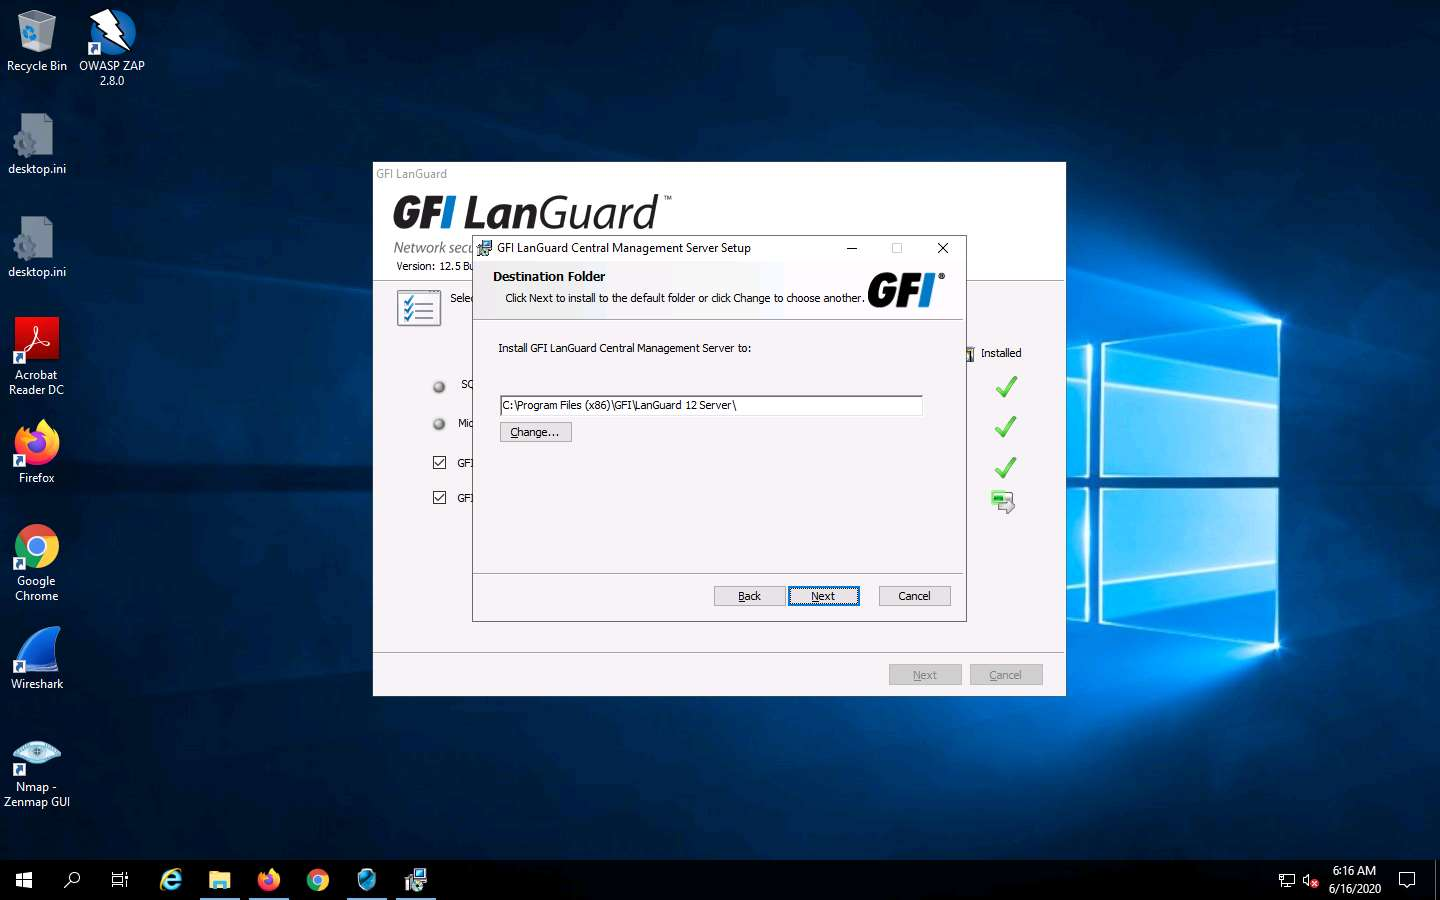 Recycle Bin
OWASP ZAP
2.8.0
desktop.ini
desktop.ini
Acrobat
Reader DC
Firefox
Google
Chrome
Wireshark
Nmap -
Zenmap GUI
GFI LanGuard
GFI LanGuard™
Network secu
Version: 12.5 Bu
Selec
Installed
SQ
Mic
GFI
GFI
Next
Cancel
GFI LanGuard Central Management Server Setup
Destination Folder
Click Next to install to the default folder or click Change to choose another.
GFI®
Install GFI LanGuard Central Management Server to:
C:\Program Files (x86)\GFI\LanGuard 12 Server\
Change...
Back
Next
Cancel
6:16 AM
6/16/2020